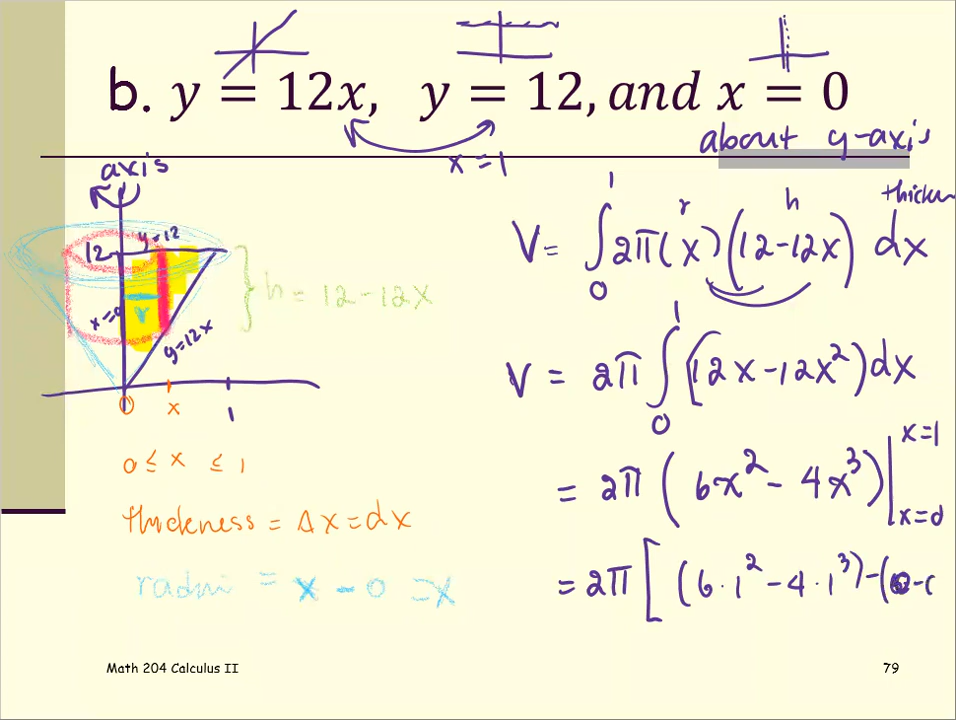 b. y = 12x, y = 12, and x = 0
about y-axis
x = 1
axis
12
y=12
x=0
r
y=12x
h = 12 - 12x
0
x
1
0 ≤ x ≤ 1
thickness = Δx = dx
= x - 0 = x
r h
V = ∫₀¹ 2π(x)(12-12x) dx
V = 2π ∫₀¹ (12x - 12x²) dx
= 2π (6x² - 4x³) |
x=1
= 2π [(6·1² - 4·1³) - (0-
Math 204 Calculus II
79